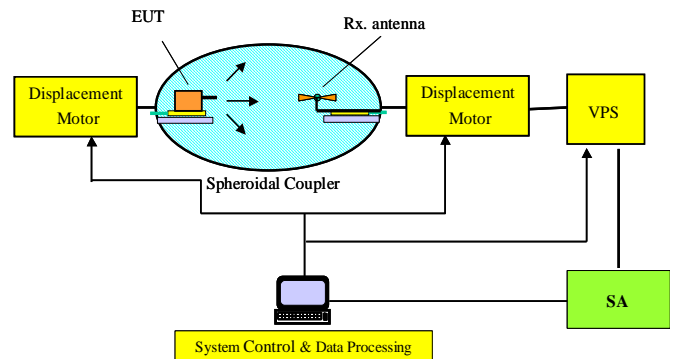 EUT
Rx. antenna
Displacement
Motor
Displacement
Motor
VPS
Spheroidal Coupler
SA
System Control & Data Processing